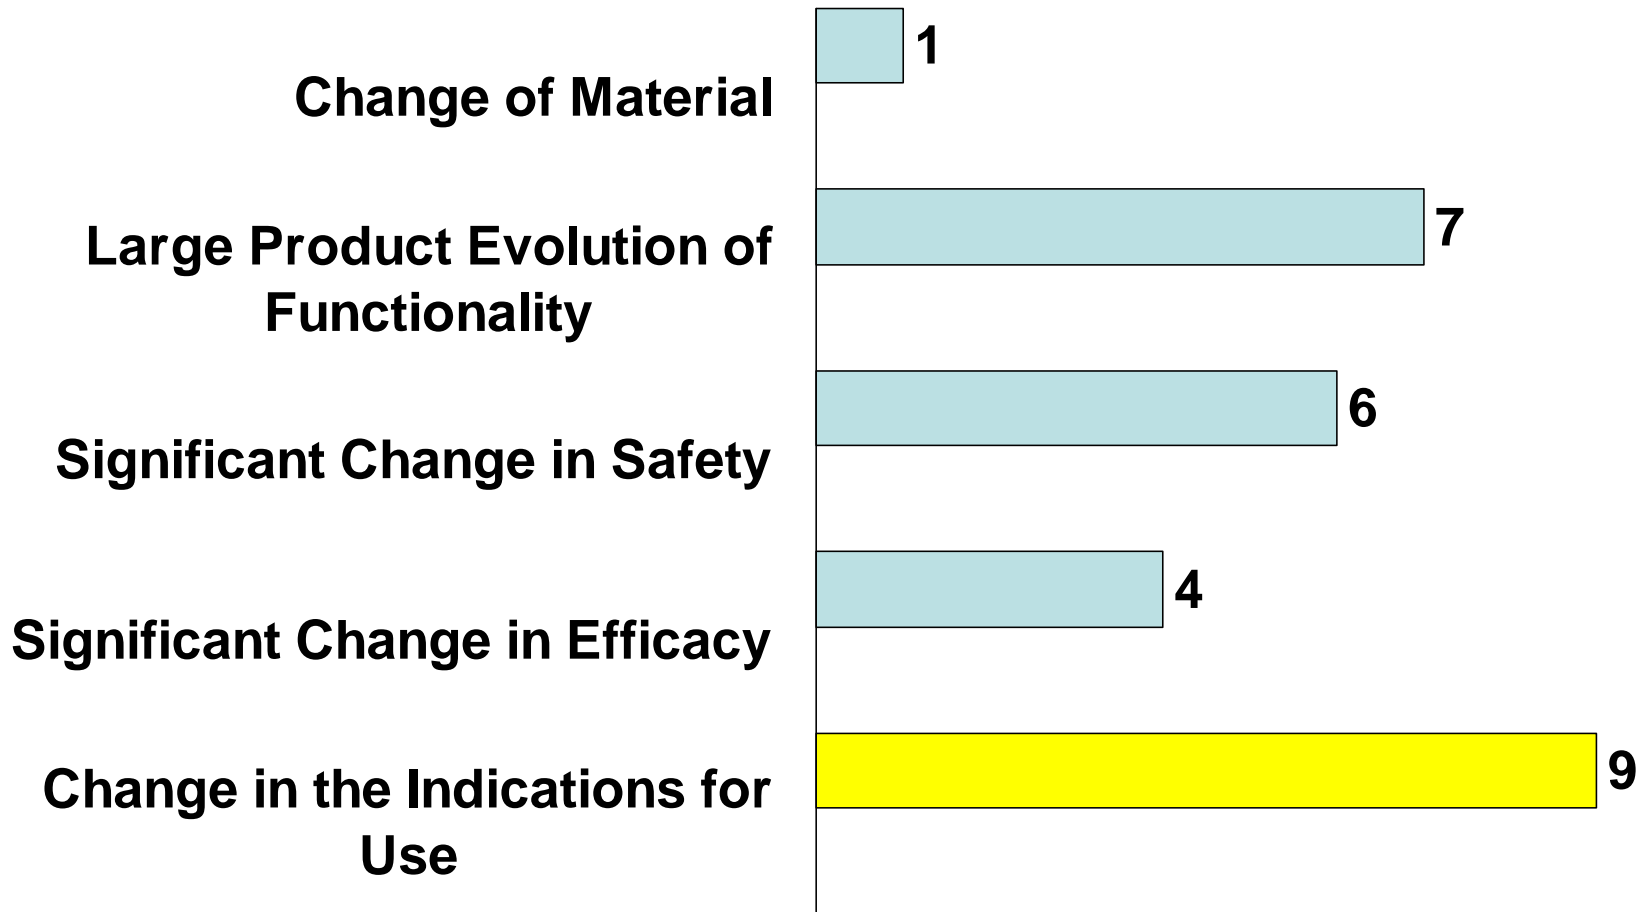 1
Change of Material
7
Large Product Evolution of
Functionality
6
Significant Change in Safety
4
Significant Change in Efficacy
9
Change in the Indications for
Use